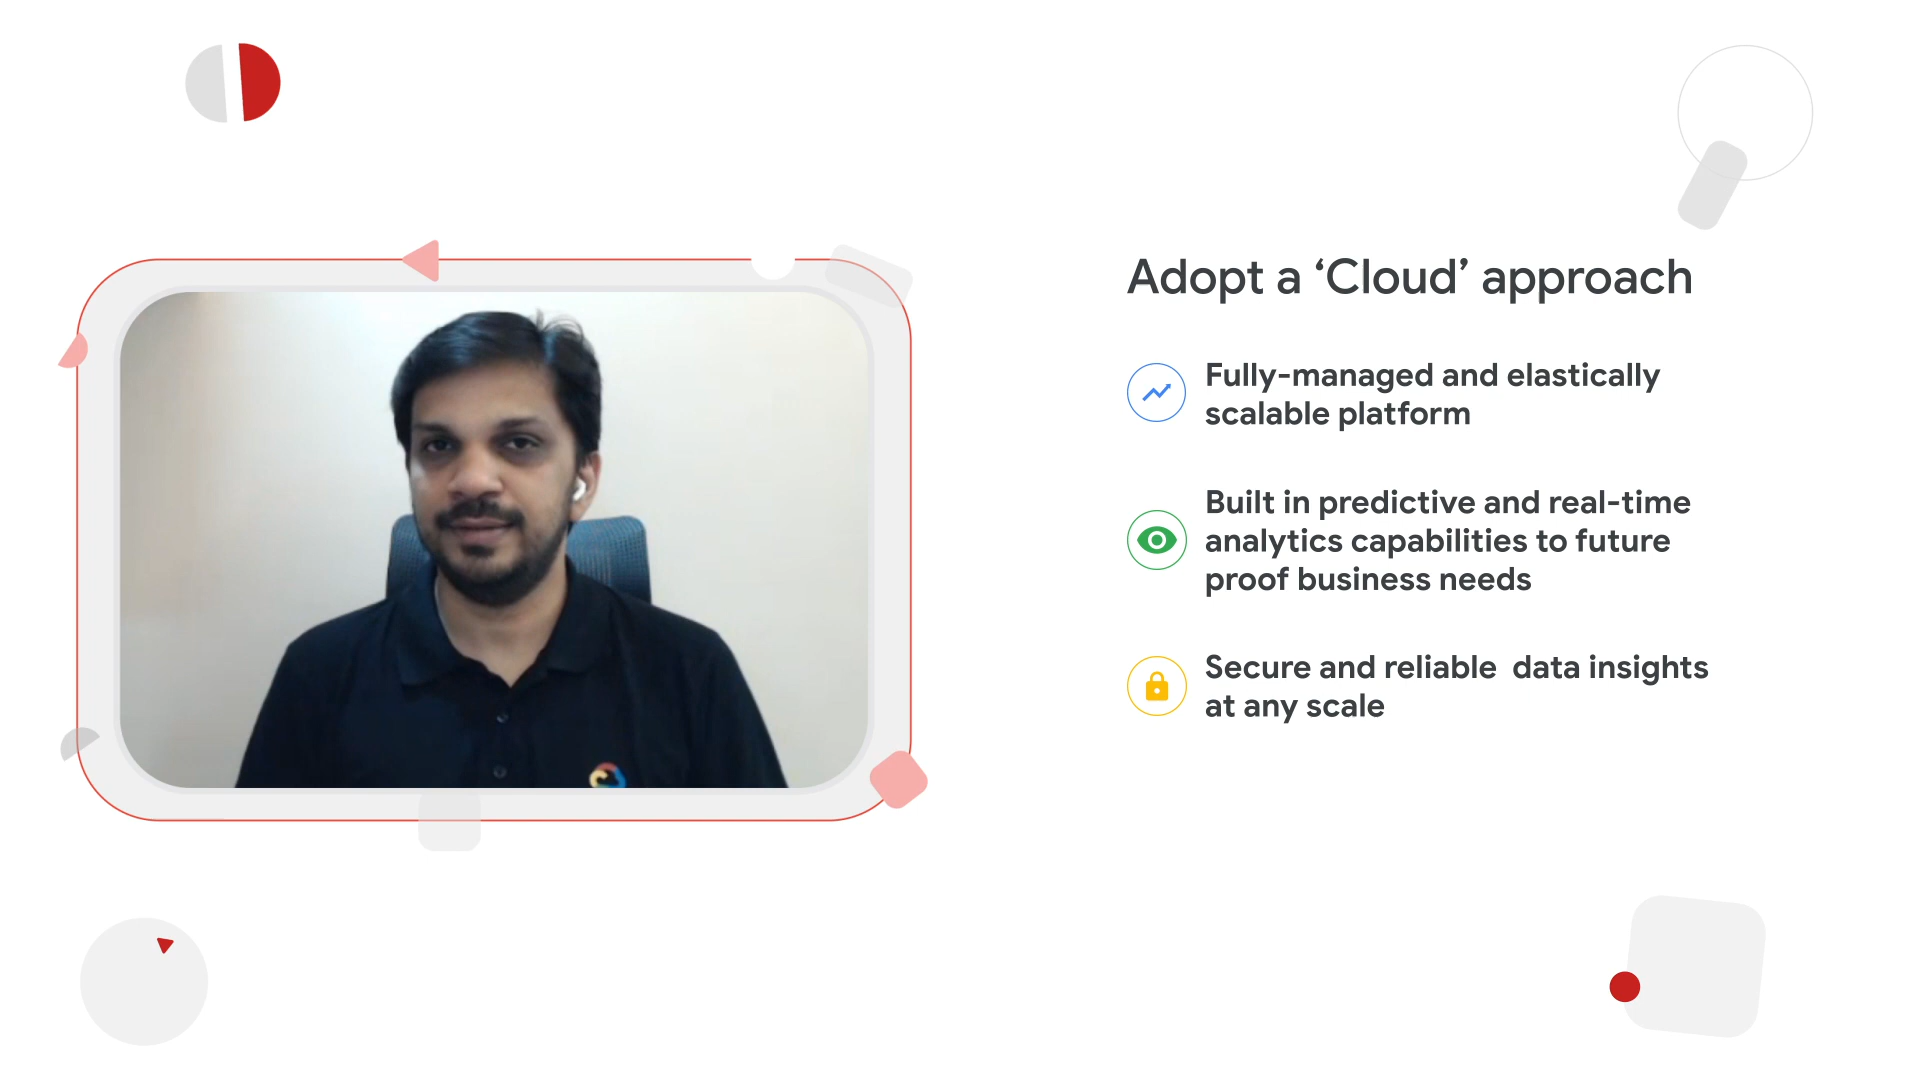 Adopt a ‘Cloud’ approach
Fully-managed and elastically
scalable platform
Built in predictive and real-time
analytics capabilities to future
proof business needs
Secure and reliable  data insights
at any scale